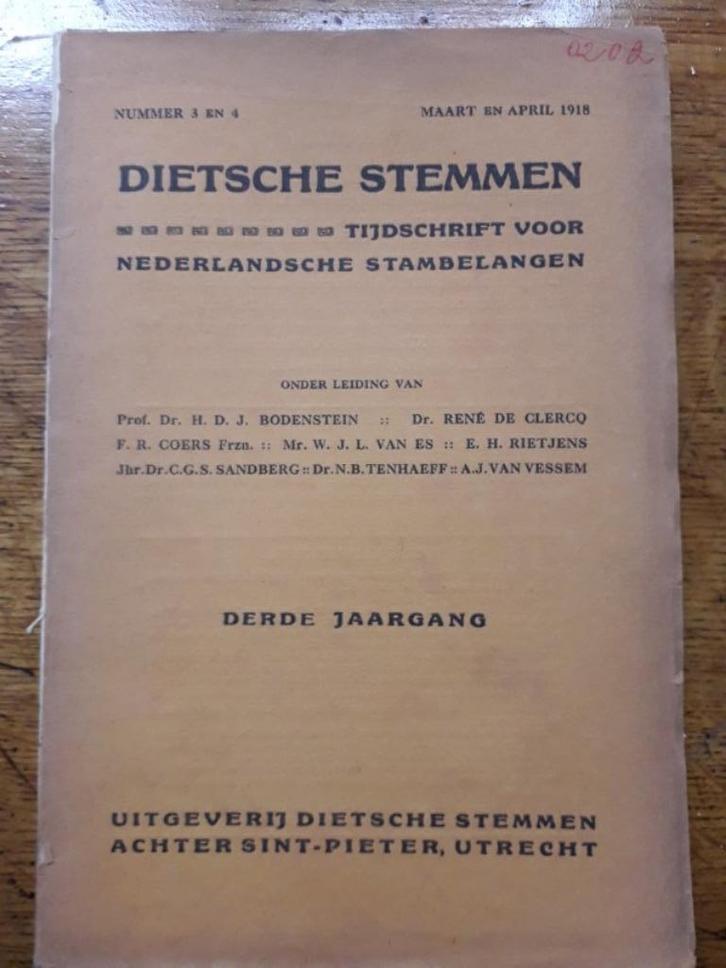 0202
NUMMER 3 EN 4 MAART EN APRIL 1918
DIETSCHE STEMMEN
TIJDSCHRIFT VOOR
NEDERLANDSCHE STAMBELANGEN
ONDER LEIDING VAN
Prof. Dr. H. D. J. BODENSTEIN :: Dr. RENÉ DE CLERCQ
F. R. COERS Frzn. :: Mr. W. J. L. VAN ES :: E. H. RIETJENS
Jhr. Dr. C. G. S. SANDBERG :: Dr. N. B. TENHAEFF :: A. J. VAN VESSEM
DERDE JAARGANG
UITGEVERIJ DIETSCHE STEMMEN
ACHTER SINT-PIETER, UTRECHT